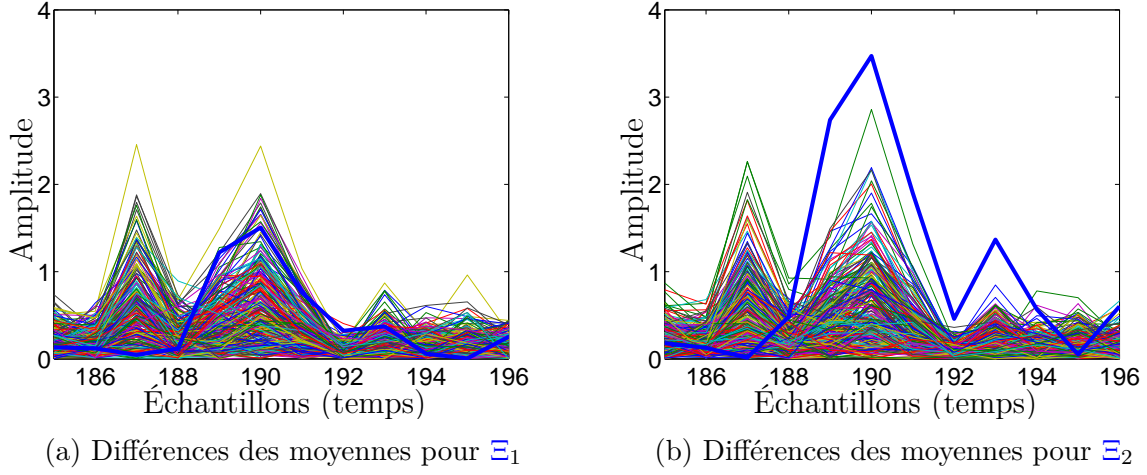 4
3
2
1
0
Amplitude
186 188 190 192 194 196
Échantillons (temps)
(a) Différences des moyennes pour Ξ₁
4
3
2
1
0
Amplitude
186 188 190 192 194 196
Échantillons (temps)
(b) Différences des moyennes pour Ξ₂